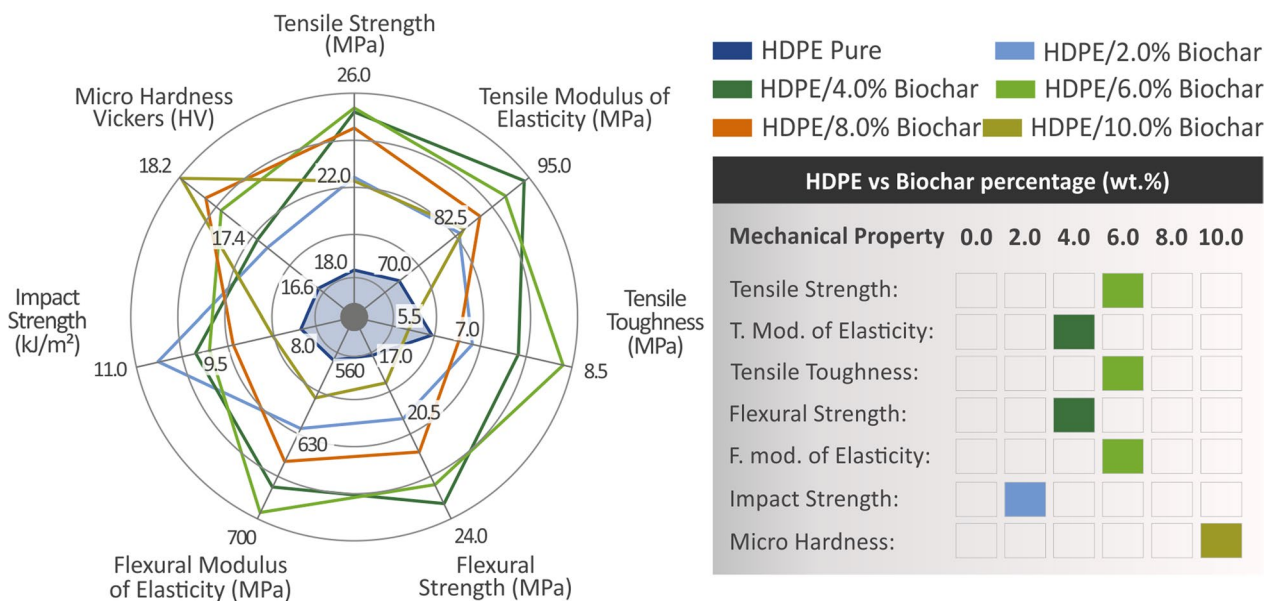 Tensile Strength
(MPa)
26.0
Micro Hardness
Vickers (HV)
18.2
Tensile Modulus of
Elasticity (MPa)
95.0
22.0
82.5
17.4
18.0
70.0
16.6
Impact
Strength
(kJ/m²)
11.0
9.5
8.0
5.5
7.0
8.5
Tensile
Toughness
(MPa)
560
17.0
630
20.5
700
24.0
Flexural Modulus
of Elasticity (MPa)
Flexural
Strength (MPa)
HDPE Pure
HDPE/2.0% Biochar
HDPE/4.0% Biochar
HDPE/6.0% Biochar
HDPE/8.0% Biochar
HDPE/10.0% Biochar
HDPE vs Biochar percentage (wt.%)
Mechanical Property 0.0 2.0 4.0 6.0 8.0 10.0
Tensile Strength:
T. Mod. of Elasticity:
Tensile Toughness:
Flexural Strength:
F. mod. of Elasticity:
Impact Strength:
Micro Hardness: